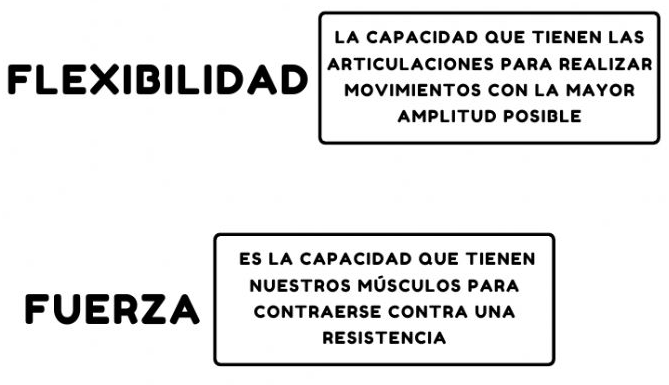 FLEXIBILIDAD
LA CAPACIDAD QUE TIENEN LAS
ARTICULACIONES PARA REALIZAR
MOVIMIENTOS CON LA MAYOR
AMPLITUD POSIBLE
FUERZA
ES LA CAPACIDAD QUE TIENEN
NUESTROS MÚSCULOS PARA
CONTRAERSE CONTRA UNA
RESISTENCIA